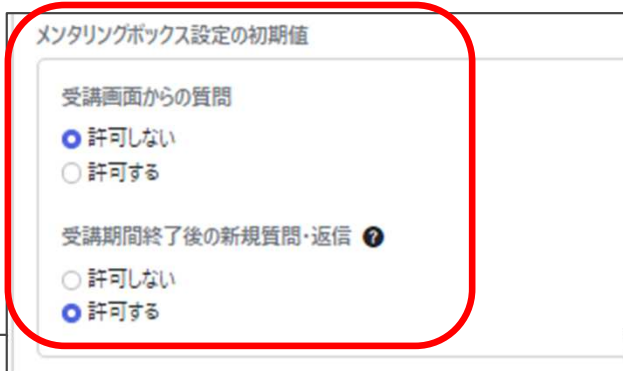 メンタリングボックス設定の初期値
受講画面からの質問
許可しない
許可する
受講期間終了後の新規質問・返信 ?
許可しない
許可する